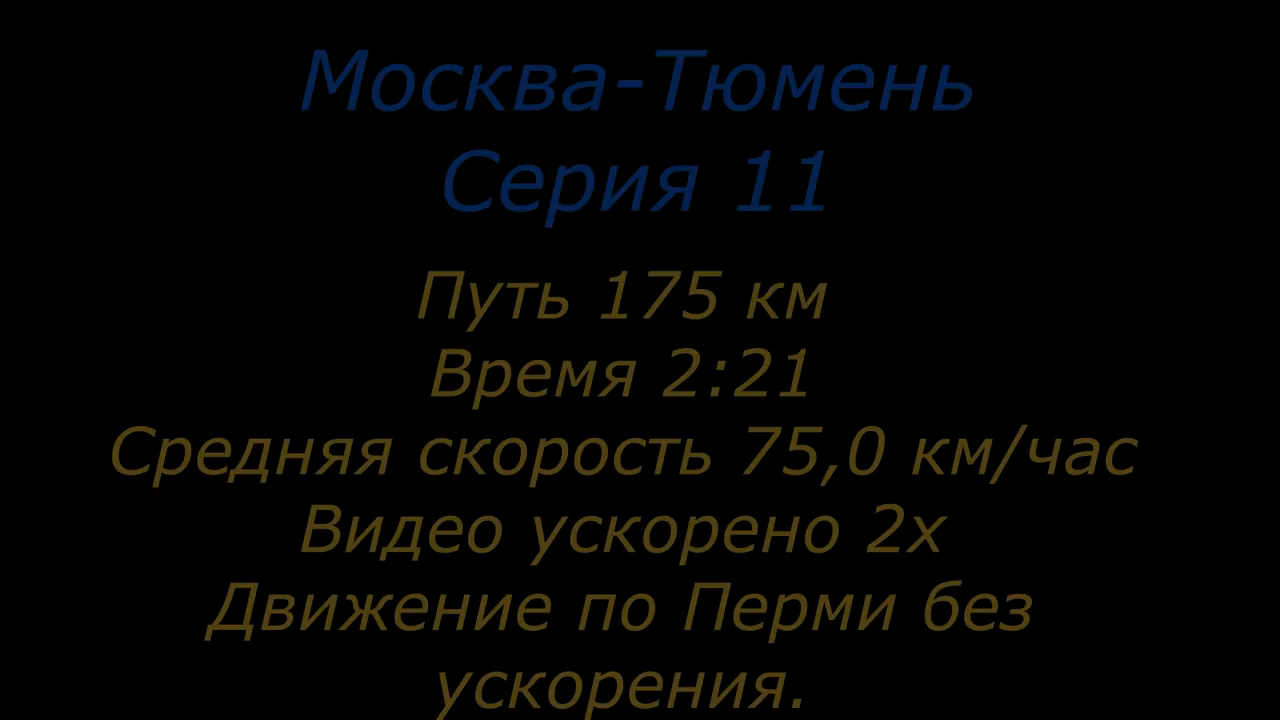 Москва-Тюмень
Серия 11
Путь 175 км
Время 2:21
Средняя скорость 75,0 км/час
Видео ускорено 2х
Движение по Перми без
ускорения.